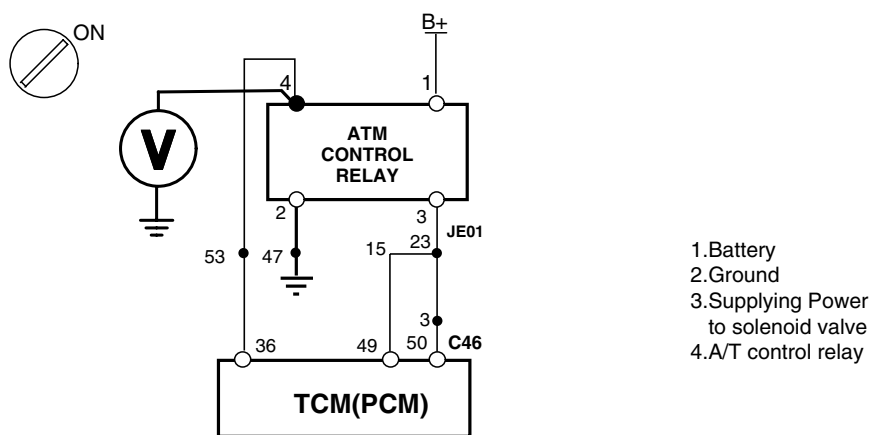 ON
B+
4
1
V
ATM
CONTROL
RELAY
2
3
JE01
53
47
15
23
3
C46
36
49
50
TCM(PCM)
1.Battery
2.Ground
3.Supplying Power
to solenoid valve
4.A/T control relay